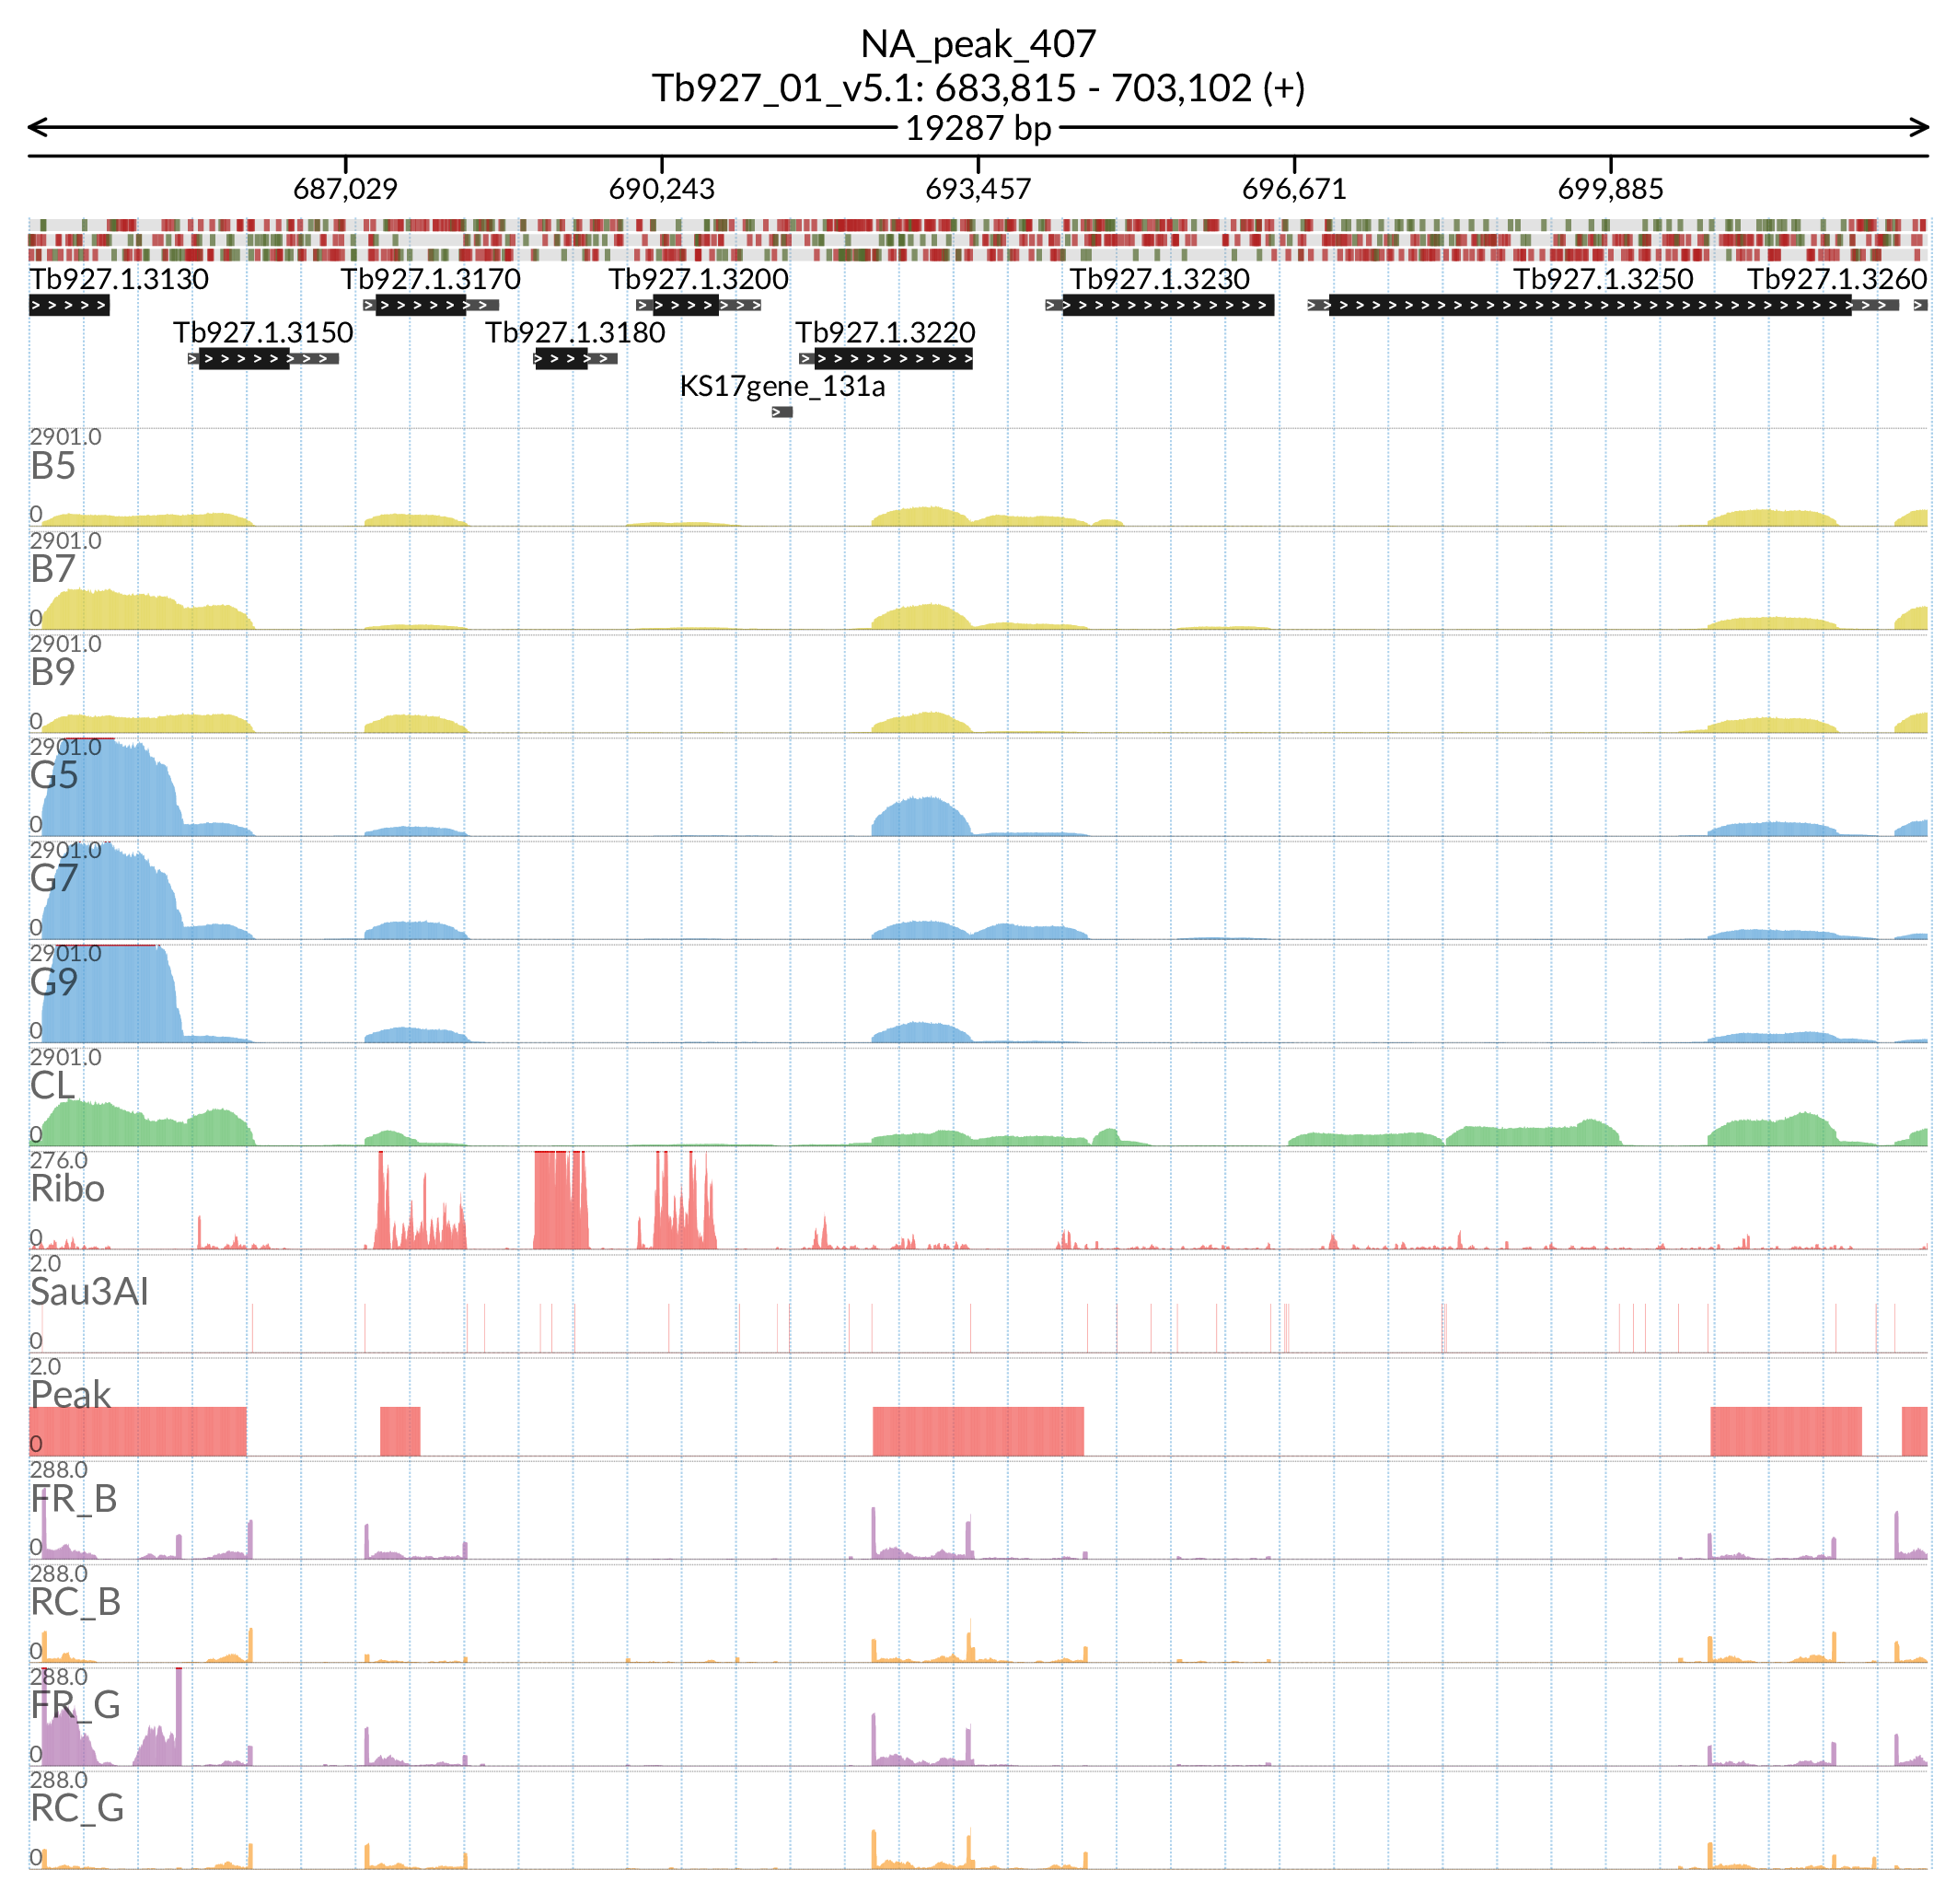 NA_peak_407
Tb927_01_v5.1: 683,815 - 703,102 (+)
19287 bp
687,029 690,243 693,457 696,671 699,885
Tb927.1.3130 Tb927.1.3170 Tb927.1.3200 Tb927.1.3230 Tb927.1.3250 Tb927.1.3260
Tb927.1.3150 Tb927.1.3180 Tb927.1.3220
KS17gene_131a
2901.0
B5
0
2901.0
B7
0
2901.0
B9
0
2901.0
G5
0
2901.0
G7
0
2901.0
G9
0
2901.0
CL
0
276.0
Ribo
0
2.0
Sau3AI
0
2.0
Peak
0
288.0
FR_B
0
288.0
RC_B
0
288.0
FR_G
0
288.0
RC_G
0